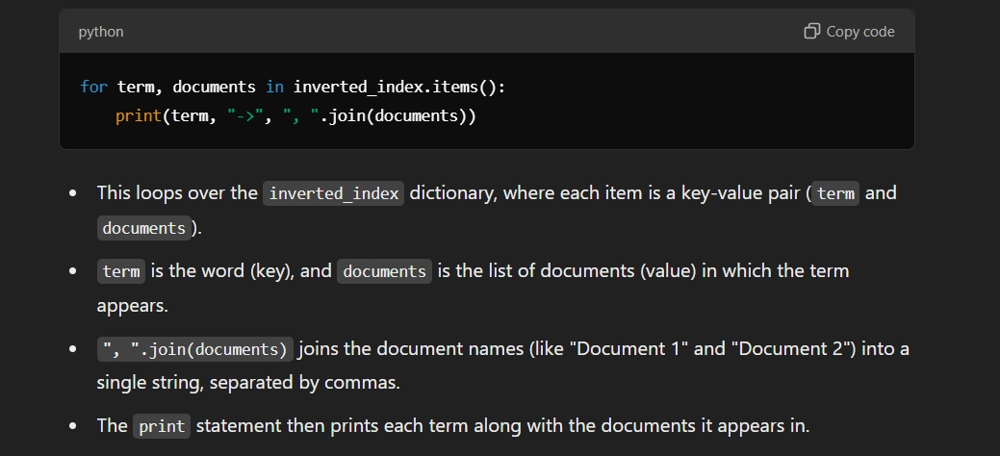 python
Copy code
for term, documents in inverted_index.items():
    print(term, "->", ", ".join(documents))
• This loops over the inverted_index dictionary, where each item is a key-value pair (term and
documents).
• term is the word (key), and documents is the list of documents (value) in which the term
appears.
• ", ".join(documents) joins the document names (like "Document 1" and "Document 2") into a
single string, separated by commas.
• The print statement then prints each term along with the documents it appears in.